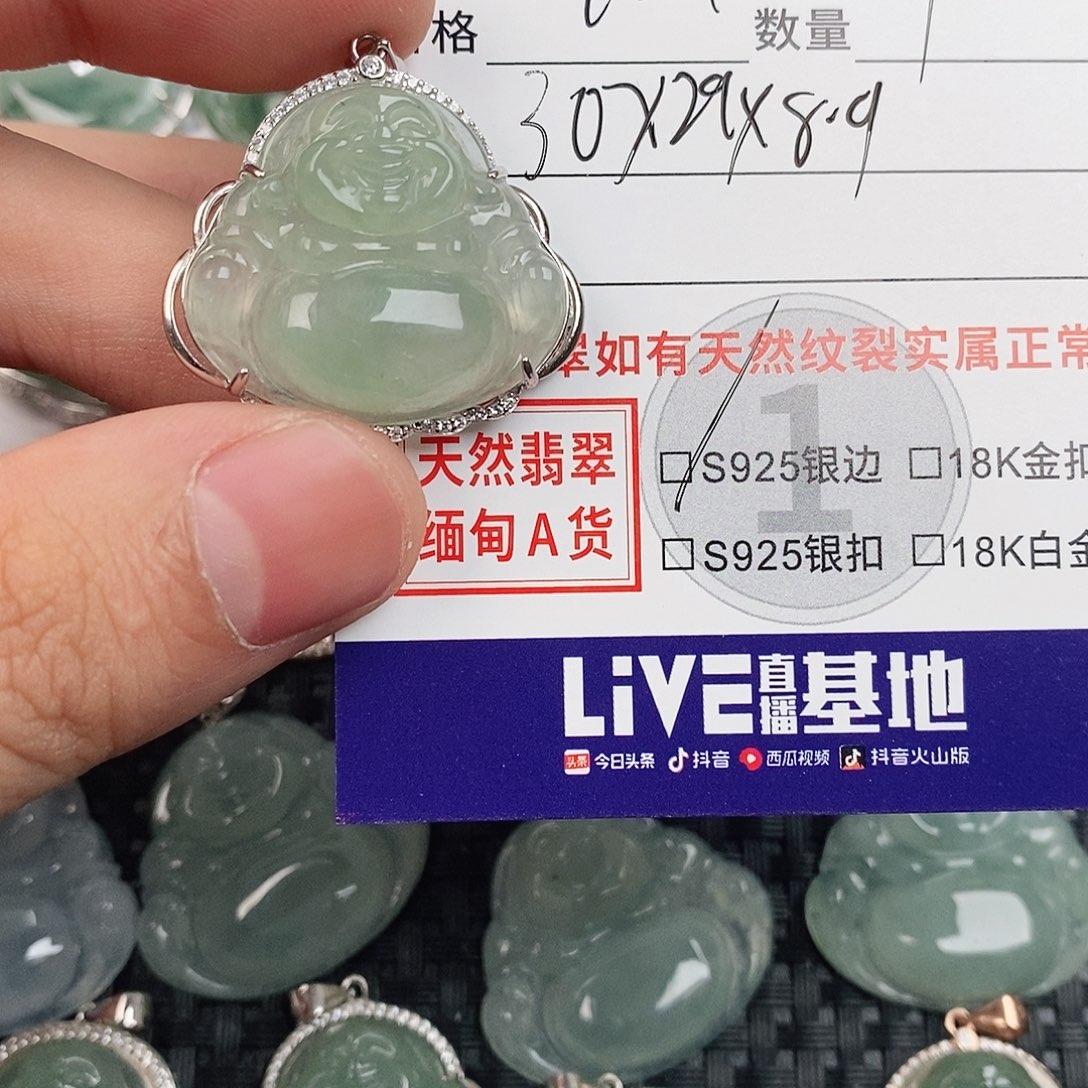 格
数量
30X29X8.9
翠如有天然纹裂实属正常
天然翡翠
缅甸A货
1
□S925银边 □18K金扣
□S925银扣 □18K白金
LiVE直播基地
头条 今日头条 抖音 西瓜视频 抖音火山版